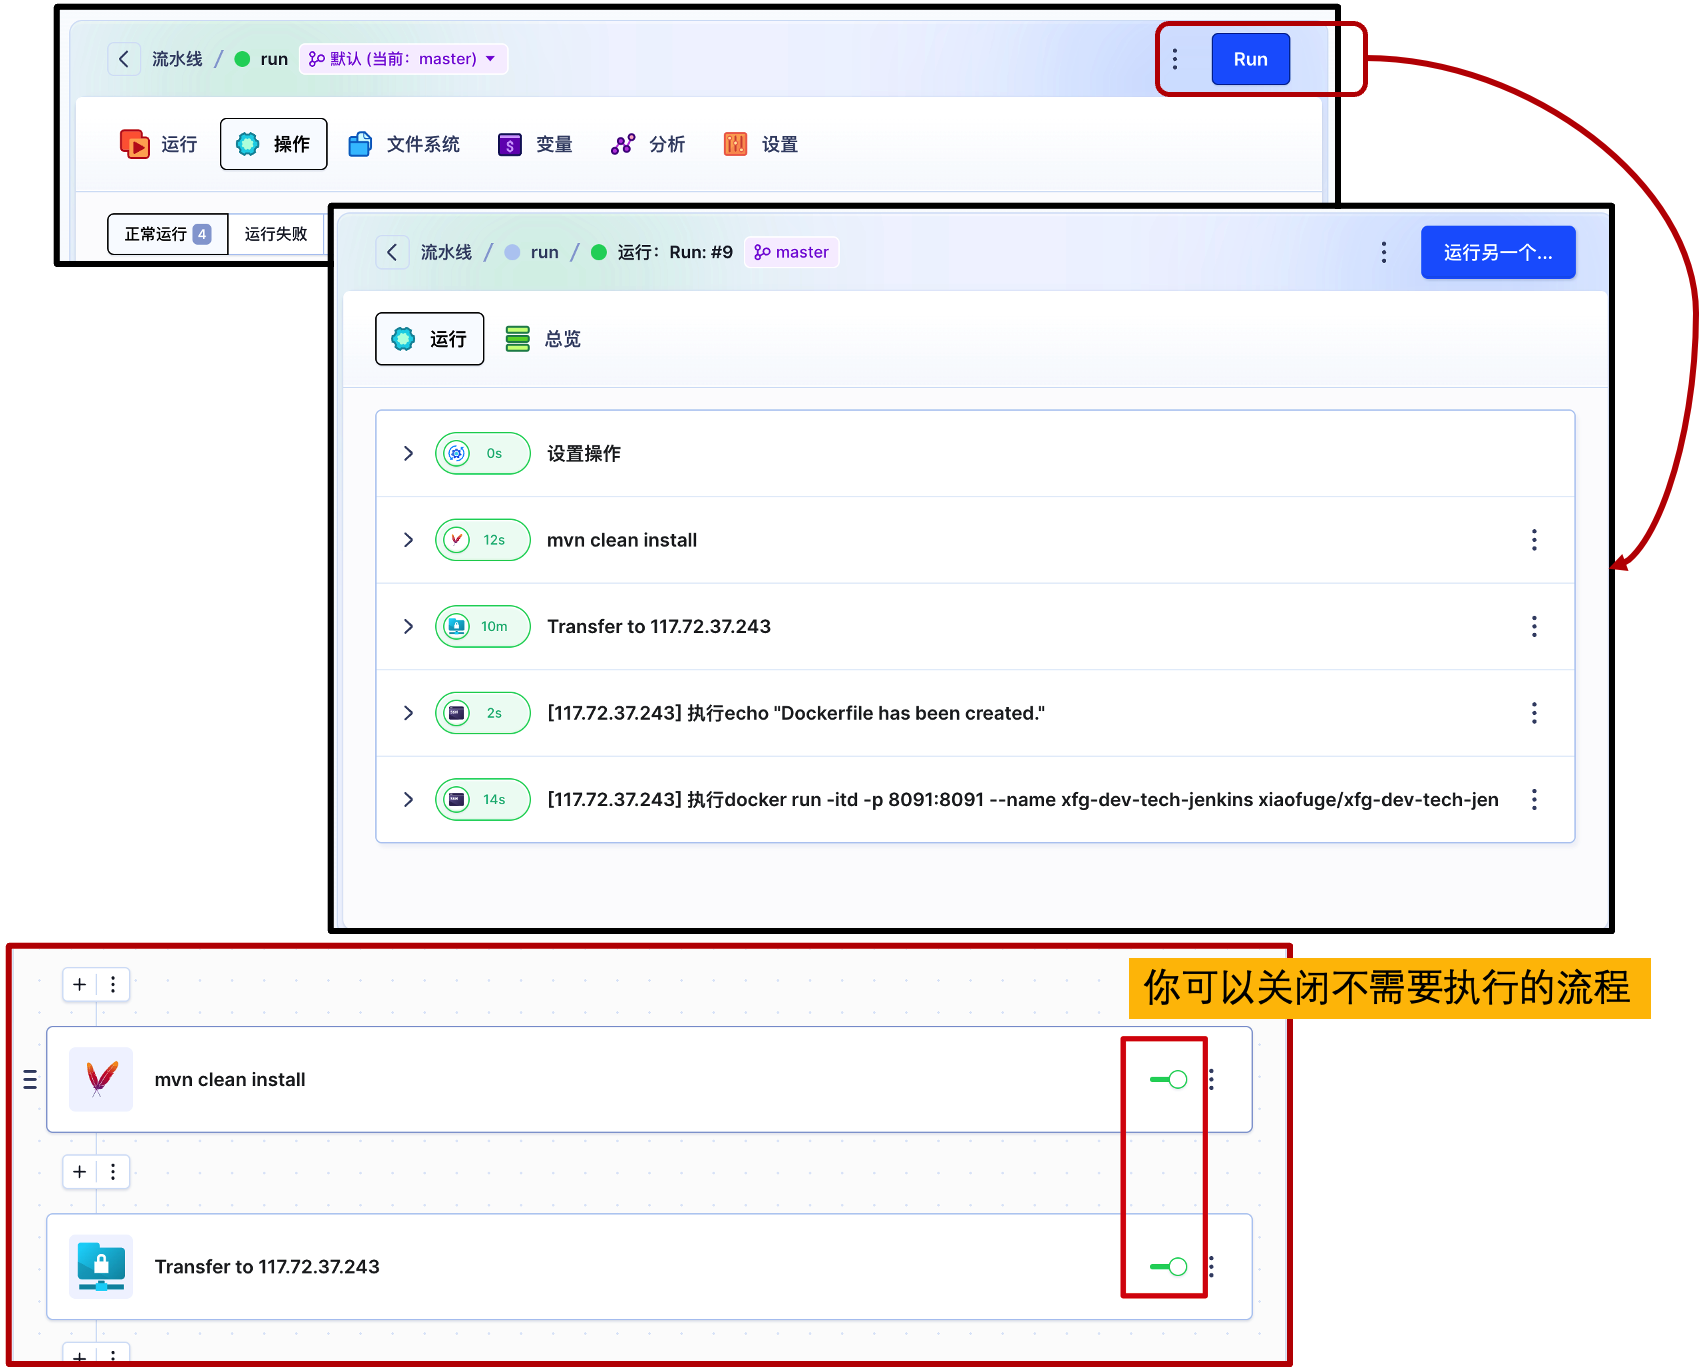 流水线 / run 默认 (当前: master)
Run
运行 操作 文件系统 变量 分析 设置
正常运行 4 运行失败
流水线 / run / 运行: Run: #9 master
运行另一个...
运行 总览
0s 设置操作
12s mvn clean install
10m Transfer to 117.72.37.243
2s [117.72.37.243] 执行echo "Dockerfile has been created."
14s [117.72.37.243] 执行docker run -itd -p 8091:8091 --name xfg-dev-tech-jenkins xiaofuge/xfg-dev-tech-jen
你可以关闭不需要执行的流程
mvn clean install
Transfer to 117.72.37.243